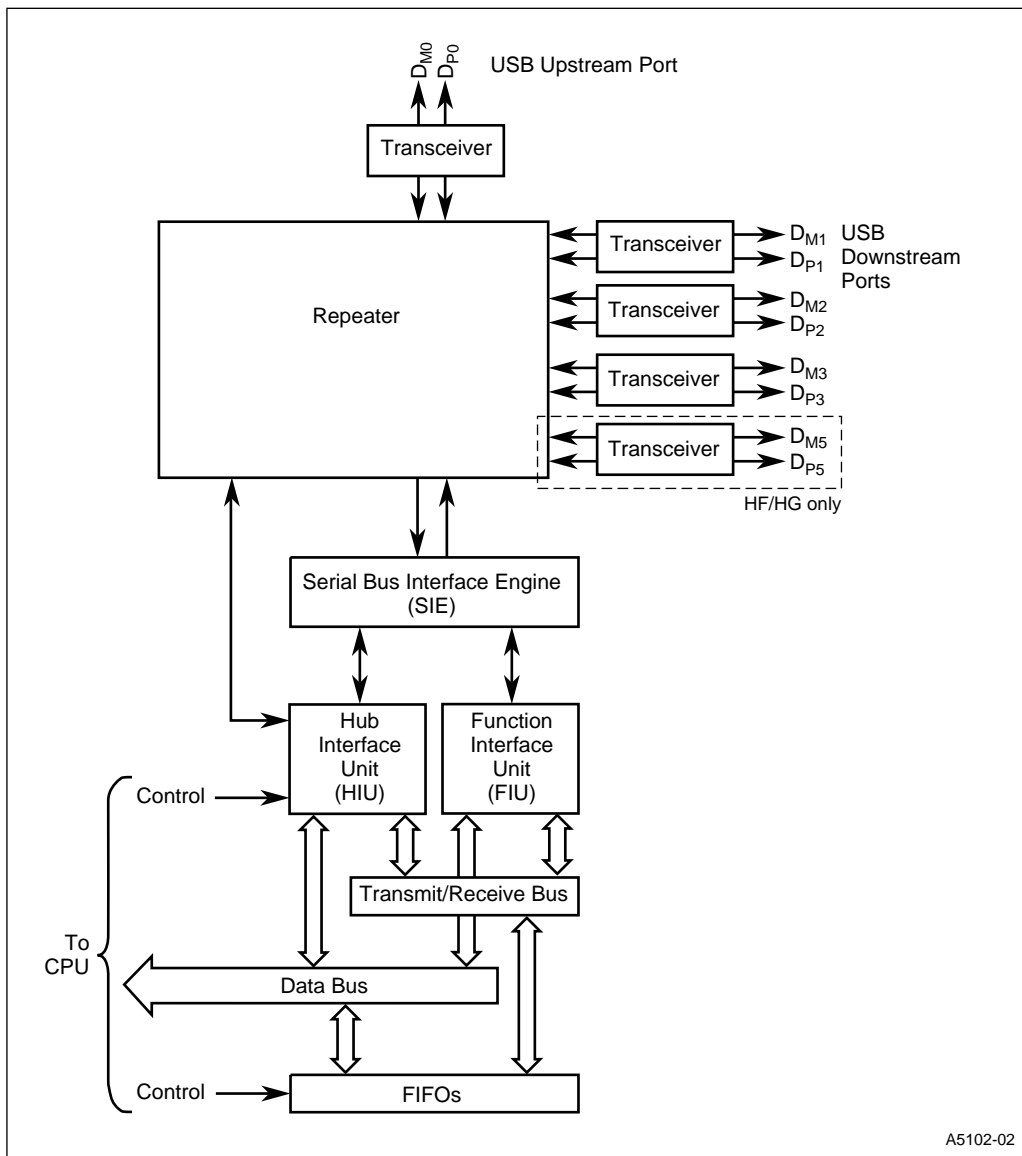 DM0
DP0
USB Upstream Port
Transceiver
Transceiver
DM1
DP1
USB
Downstream
Ports
Repeater
Transceiver
DM2
DP2
Transceiver
DM3
DP3
Transceiver
DM5
DP5
HF/HG only
Serial Bus Interface Engine
(SIE)
Hub
Interface
Unit
(HIU)
Function
Interface
Unit
(FIU)
Control
Transmit/Receive Bus
To
CPU
Data Bus
Control
FIFOs
A5102-02